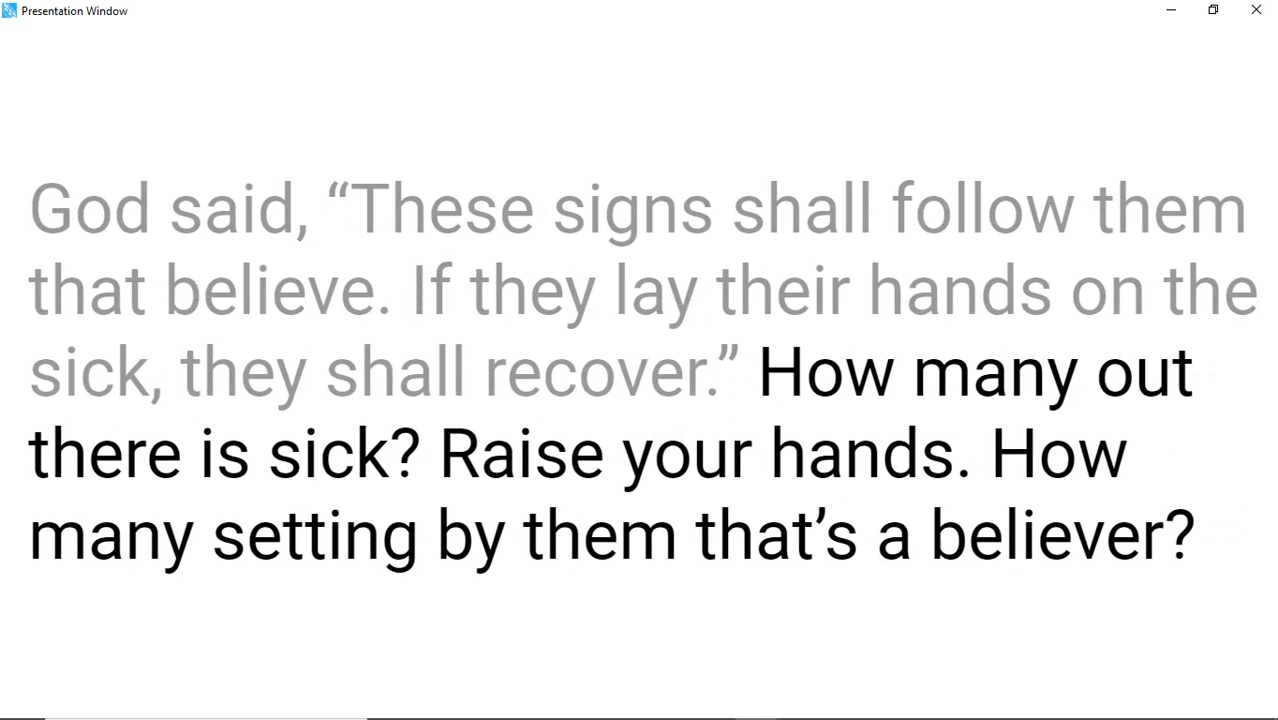 Presentation Window
God said, “These signs shall follow them
that believe. If they lay their hands on the
sick, they shall recover.” How many out
there is sick? Raise your hands. How
many setting by them that’s a believer?